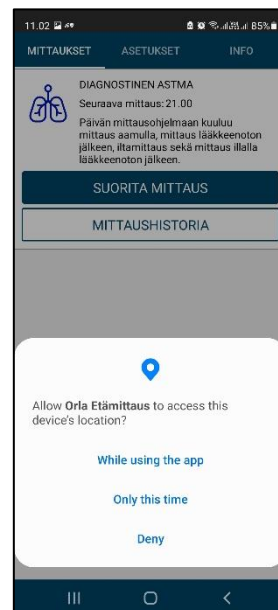 11.02 85%
MITTAUKSET ASETUKSET INFO
DIAGNOSTINEN ASTMA
Seuraava mittaus: 21.00
Päivän mittausohjelmaan kuuluu
mittaus aamulla, mittaus lääkkeenoton
jälkeen, iltamittaus sekä mittaus illalla
lääkkeenoton jälkeen.
SUORITA MITTAUS
MITTAUSHISTORIA
Allow Orla Etämittaus to access this
device's location?
While using the app
Only this time
Deny